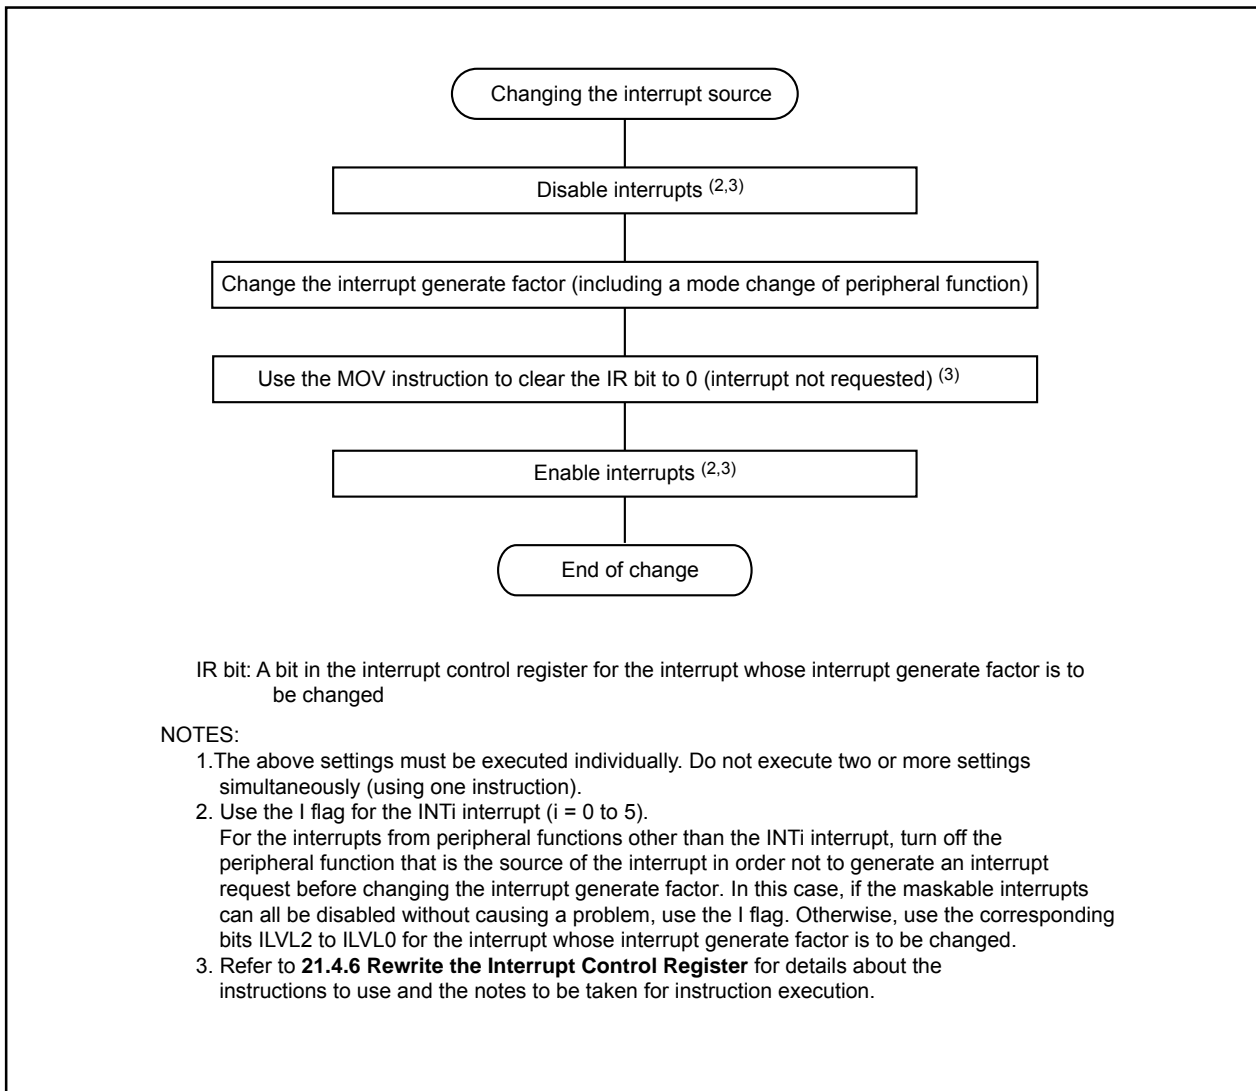 Changing the interrupt source
Disable interrupts (2,3)
Change the interrupt generate factor (including a mode change of peripheral function)
Use the MOV instruction to clear the IR bit to 0 (interrupt not requested) (3)
Enable interrupts (2,3)
End of change
IR bit: A bit in the interrupt control register for the interrupt whose interrupt generate factor is to
be changed
NOTES:
1.The above settings must be executed individually. Do not execute two or more settings
simultaneously (using one instruction).
2. Use the I flag for the INTi interrupt (i = 0 to 5).
For the interrupts from peripheral functions other than the INTi interrupt, turn off the
peripheral function that is the source of the interrupt in order not to generate an interrupt
request before changing the interrupt generate factor. In this case, if the maskable interrupts
can all be disabled without causing a problem, use the I flag. Otherwise, use the corresponding
bits ILVL2 to ILVL0 for the interrupt whose interrupt generate factor is to be changed.
3. Refer to 21.4.6 Rewrite the Interrupt Control Register for details about the
instructions to use and the notes to be taken for instruction execution.